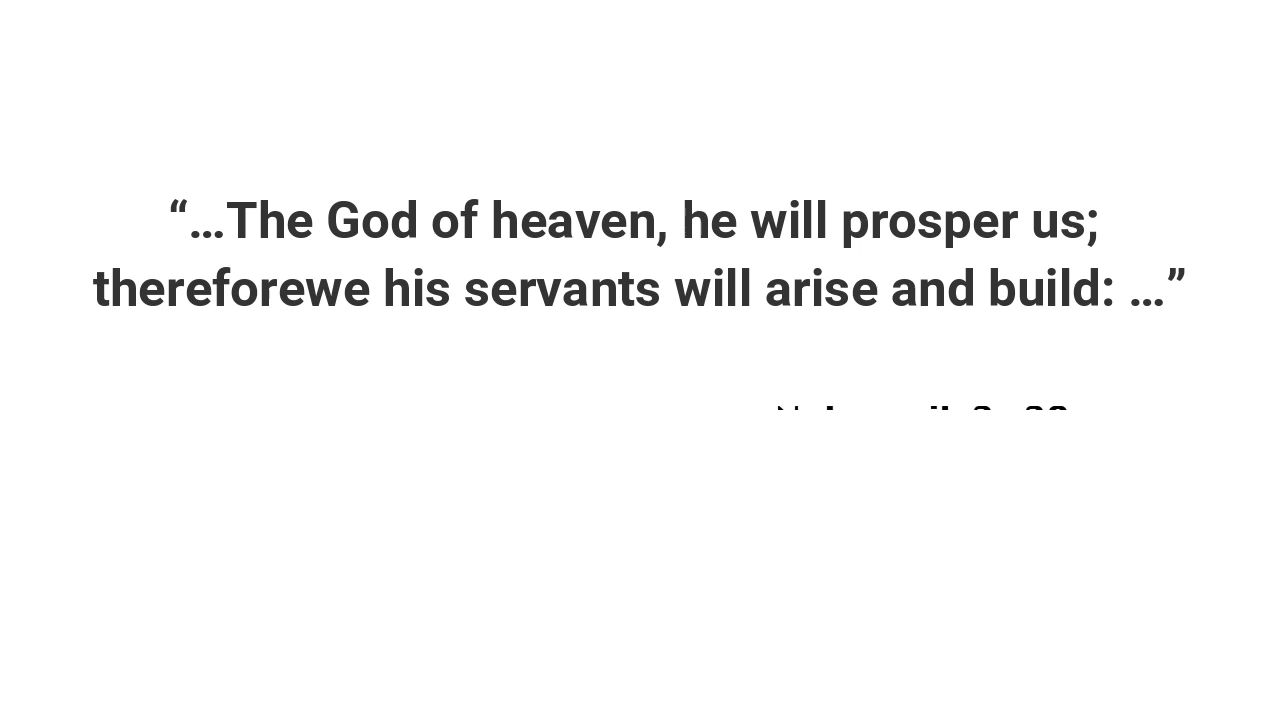 “…The God of heaven, he will prosper us;
thereforewe his servants will arise and build: …”